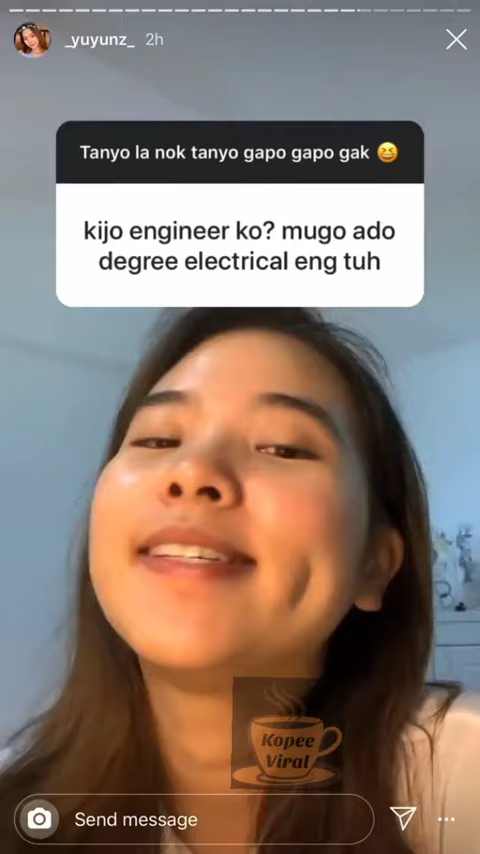 _yuyunz_ 2h
Tanyo la nok tanyo gapo gapo gak 😆
kijo engineer ko? mugo ado
degree electrical eng tuh
Kopee
Viral
Send message